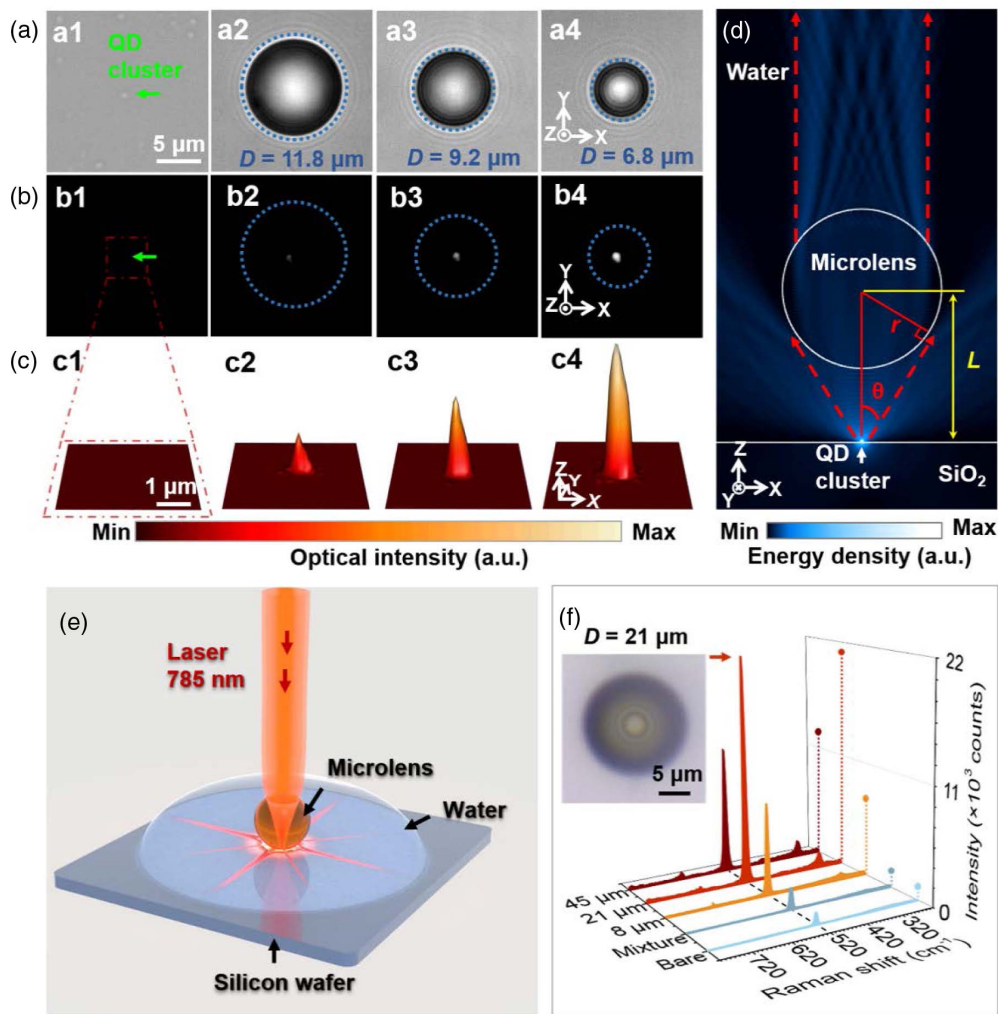 (a)
a1
QD
cluster
5 μm
a2
D = 11.8 μm
a3
D = 9.2 μm
a4
Y
Z
X
(b)
b1
b2
b3
b4
Y
Z
X
(c)
c1
1 μm
c2
c3
c4
Z
Y
X
Min
Max
Optical intensity (a.u.)
D = 6.8 μm
(d)
Water
Microlens
r
L
θ
QD
cluster
SiO₂
Z
Y
X
Min
Max
Energy density (a.u.)
(e)
Laser
785 nm
Microlens
Water
Silicon wafer
(f)
D = 21 μm
5 μm
22
11
0
Intensity (×10³ counts)
45 μm
21 μm
8 μm
Mixture
Bare
720
620
520
420
320
Raman shift (cm⁻¹)